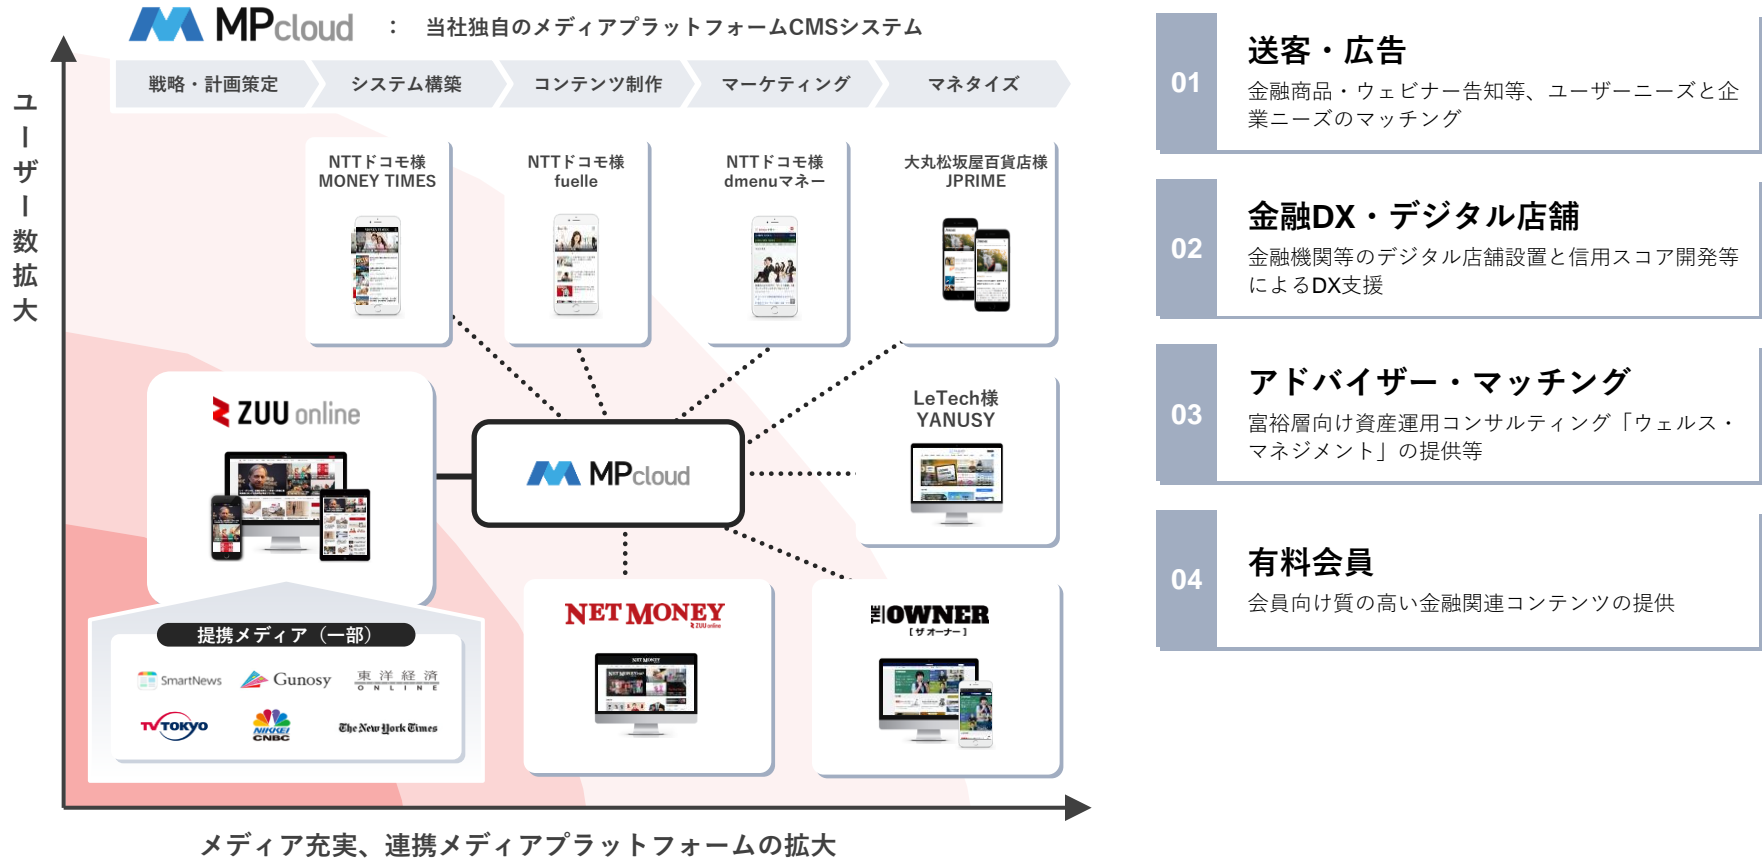 MPcloud ： 当社独自のメディアプラットフォームCMSシステム
戦略・計画策定
システム構築
コンテンツ制作
マーケティング
マネタイズ
ユーザー数拡大
NTTドコモ様
MONEY TIMES
NTTドコモ様
fuelle
NTTドコモ様
dmenuマネー
大丸松坂屋百貨店様
JPRIME
ZUU online
MPcloud
LeTech様
YANUSY
提携メディア（一部）
SmartNews
Gunosy
東洋経済
ONLINE
TV TOKYO
NIKKEI
CNBC
The New York Times
NET MONEY
ZUU online
THE OWNER
[ ザ オーナー ]
メディア充実、連携メディアプラットフォームの拡大
01
送客・広告
金融商品・ウェビナー告知等、ユーザーニーズと企
業ニーズのマッチング
02
金融DX・デジタル店舗
金融機関等のデジタル店舗設置と信用スコア開発等
によるDX支援
03
アドバイザー・マッチング
富裕層向け資産運用コンサルティング「ウェルス・
マネジメント」の提供等
04
有料会員
会員向け質の高い金融関連コンテンツの提供